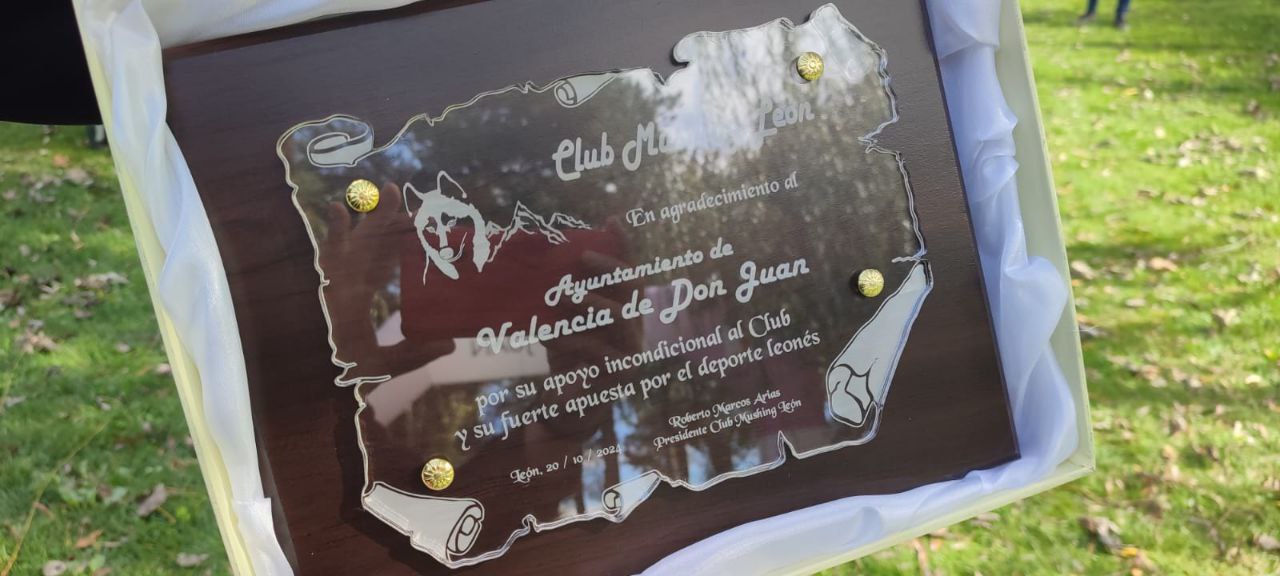 Club Mushing León
En agradecimiento al
Ayuntamiento de
Valencia de Don Juan
por su apoyo incondicional al Club
y su fuerte apuesta por el deporte leonés
Roberto Marcos Arias
Presidente Club Mushing León
León, 20 / 10 / 2024